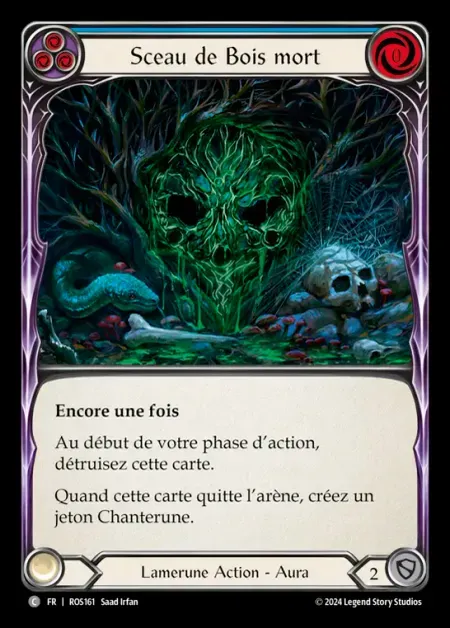 Sceau de Bois mort
0
Encore une fois
Au début de votre phase d'action,
détruisez cette carte.
Quand cette carte quitte l'arène, créez un
jeton Chanterune.
Lamerune Action - Aura
2
C FR | ROS161 Saad Irfan
© 2024 Legend Story Studios